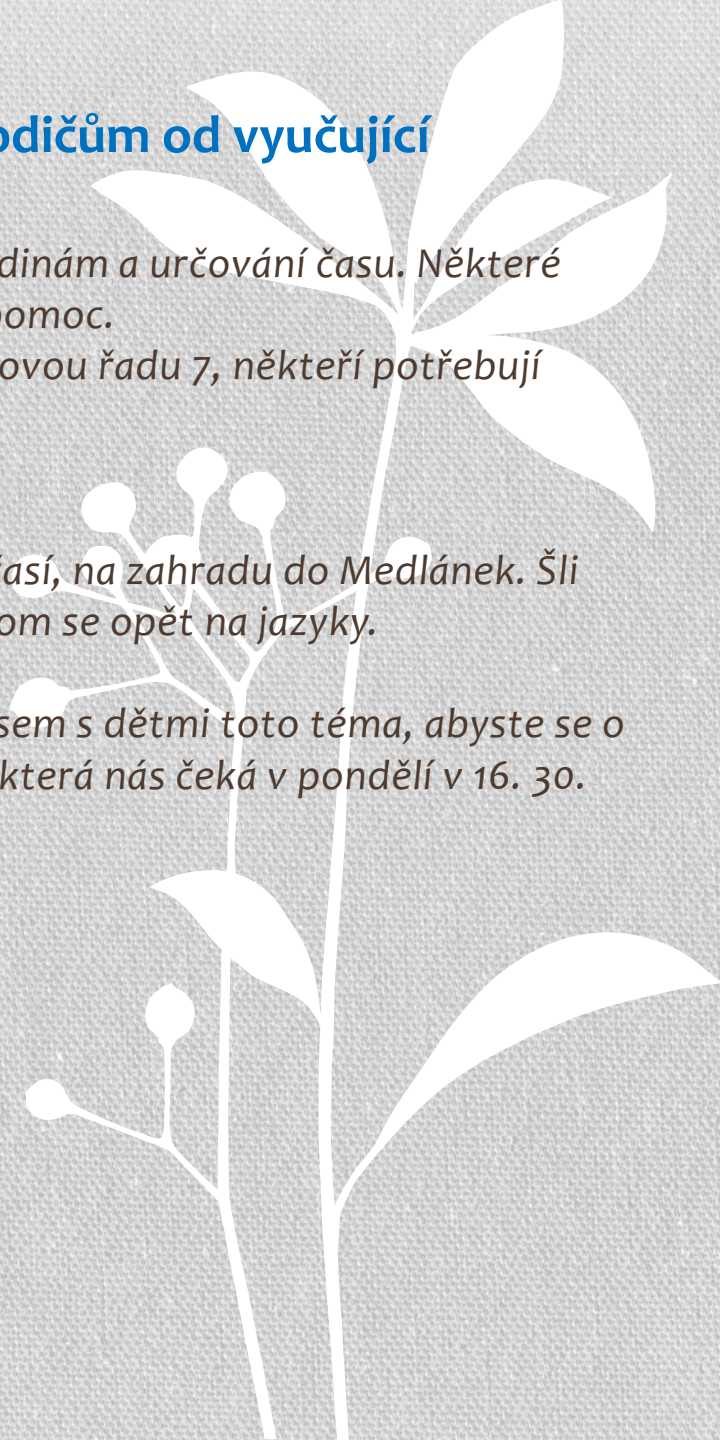 odičům od vyučující
dinám a určování času. Některé
pomoc.
ovou řadu 7, někteří potřebují
časí, na zahradu do Medlánek. Šli
om se opět na jazyky.
sem s dětmi toto téma, abyste se o
která nás čeká v pondělí v 16. 30.